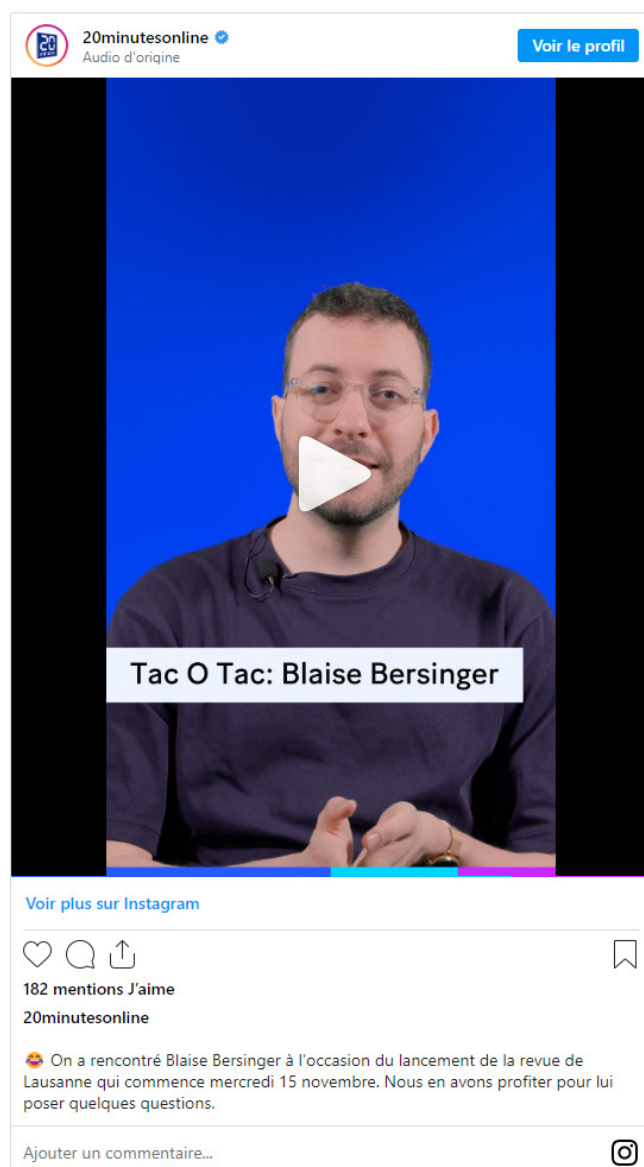 20
20minutesonline
Audio d'origine
Voir le profil
Tac O Tac: Blaise Bersinger
Voir plus sur Instagram
182 mentions J'aime
20minutesonline
😂 On a rencontré Blaise Bersinger à l'occasion du lancement de la revue de
Lausanne qui commence mercredi 15 novembre. Nous en avons profiter pour lui
poser quelques questions.
Ajouter un commentaire...